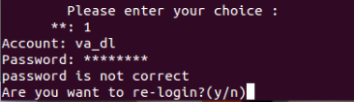 Please enter your choice :
**: 1
Account: va_dl
Password: ********
password is not correct
Are you want to re-login?(y/n)